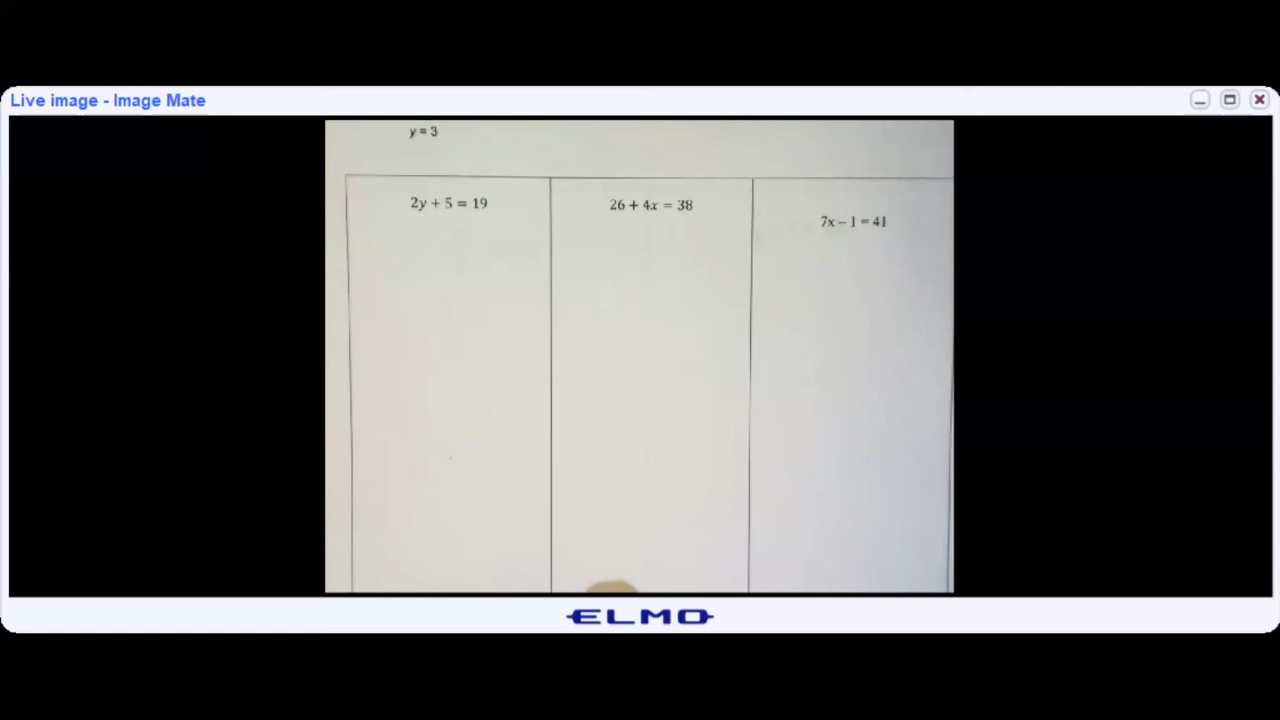 Live image - Image Mate
y = 3
2y + 5 = 19
26 + 4x = 38
7x – 1 = 41
ELMO